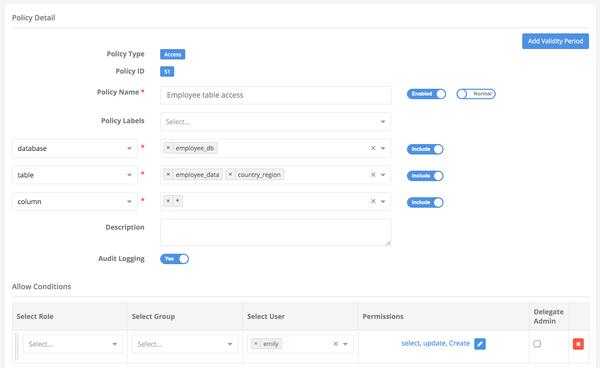 Policy Detail
Add Validity Period
Policy Type Access
Policy ID 51
Policy Name * Employee table access Enabled Normal
Policy Labels Select...
database * × employee_db × include
table * × employee_data × country_region × include
column * × * × include
Description
Audit Logging Yes
Allow Conditions
Select Role Select Group Select User Permissions Delegate Admin
Select... Select... × emily × select, update, Create ×